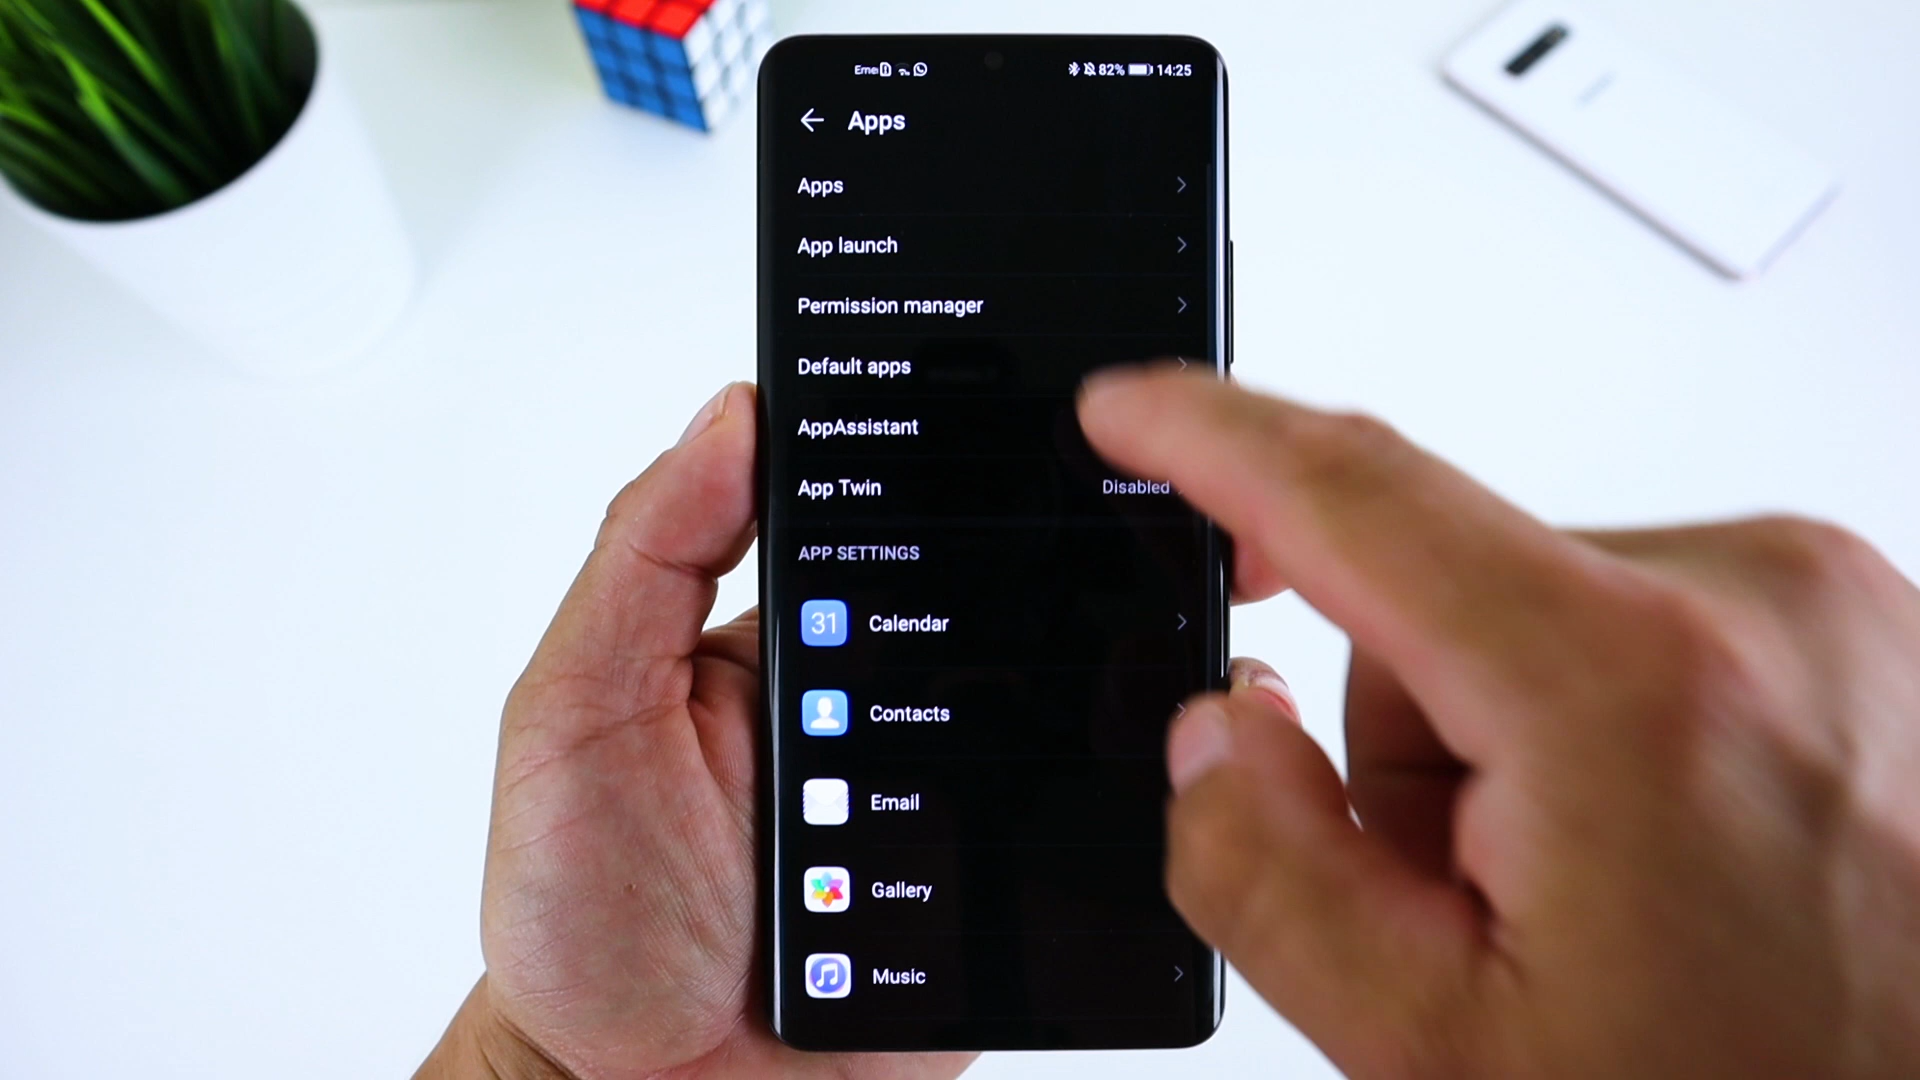 82% 14:25
Apps
Apps
App launch
Permission manager
Default apps
AppAssistant
App Twin Disabled
APP SETTINGS
31 Calendar
Contacts
Email
Gallery
Music